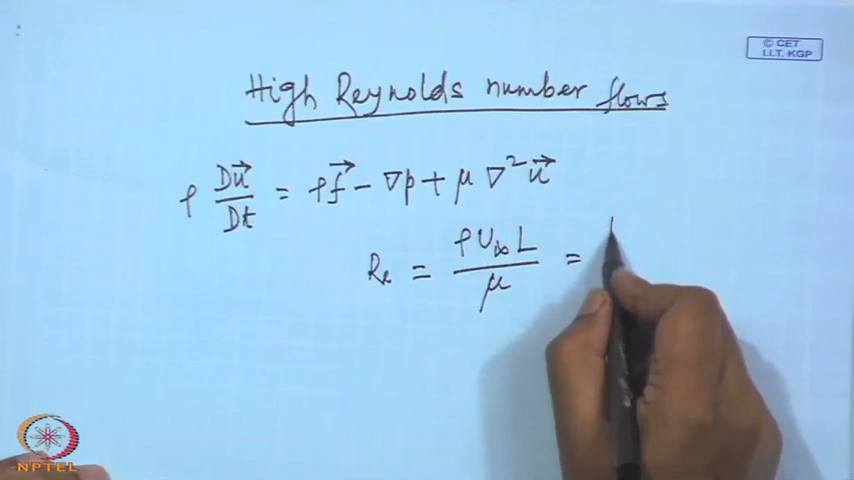 © CET
I.I.T. KGP
High Reynolds number flows
ρ Du⃗/Dt = ρf⃗ - ∇p + μ ∇²u⃗
Re = ρU∞L/μ =
NPTEL